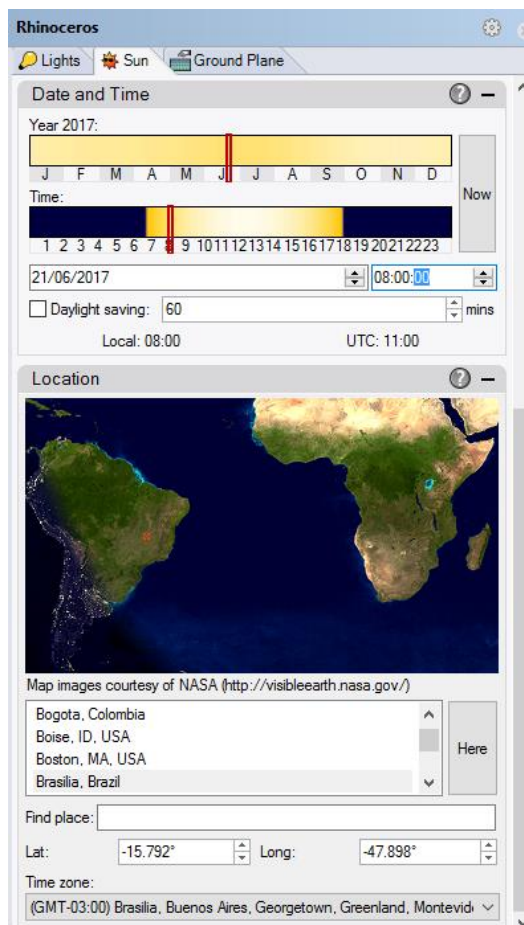 Rhinoceros
Lights Sun Ground Plane
Date and Time
Year 2017:
J F M A M J J A S O N D
Time:
1 2 3 4 5 6 7 8 9 10 11 12 13 14 15 16 17 18 19 20 21 22 23
Now
21/06/2017 08:00:00
Daylight saving: 60 mins
Local: 08:00 UTC: 11:00
Location
Map images courtesy of NASA (http://visibleearth.nasa.gov/)
Bogota, Colombia
Boise, ID, USA
Boston, MA, USA
Brasilia, Brazil
Here
Find place:
Lat: -15.792° Long: -47.898°
Time zone:
(GMT-03:00) Brasilia, Buenos Aires, Georgetown, Greenland, Montevid